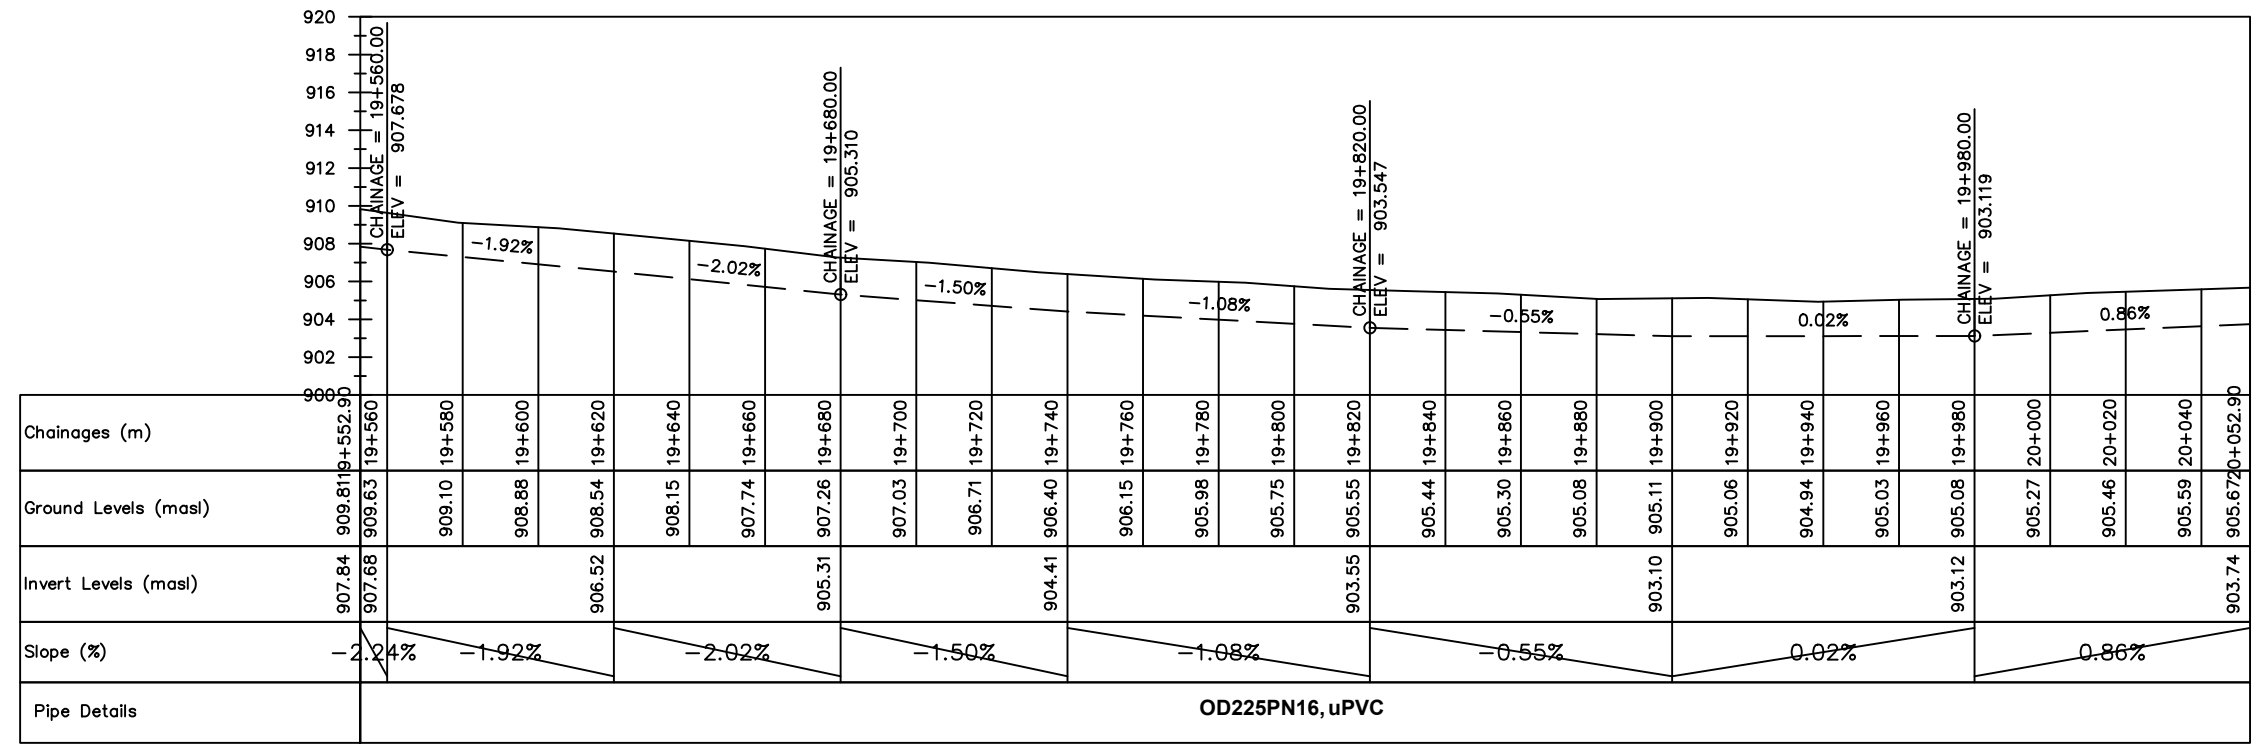 920
918
916
914
912
910
908
906
904
902
900
CHAINAGE = 19+560.00
ELEV = 907.678
CHAINAGE = 19+680.00
ELEV = 905.310
CHAINAGE = 19+820.00
ELEV = 903.547
CHAINAGE = 19+980.00
ELEV = 903.119
-1.92%
-2.02%
-1.50%
-1.08%
-0.55%
0.02%
0.86%
Chainages (m) 19+552.90 19+560 19+580 19+600 19+620 19+640 19+660 19+680 19+700 19+720 19+740 19+760 19+780 19+800 19+820 19+840 19+860 19+880 19+900 19+920 19+940 19+960 19+980 20+000 20+020 20+040 20+052.90
Ground Levels (masl) 909.81 909.63 909.10 908.88 908.54 908.15 907.74 907.26 907.03 906.71 906.40 906.15 905.98 905.75 905.55 905.44 905.30 905.08 905.11 905.06 904.94 905.03 905.08 905.27 905.46 905.59 905.67
Invert Levels (masl) 907.84 907.68 906.52 905.31 904.41 903.55 903.10 903.12 903.74
Slope (%) -2.24% -1.92% -2.02% -1.50% -1.08% -0.55% 0.02% 0.86%
Pipe Details OD225PN16, uPVC